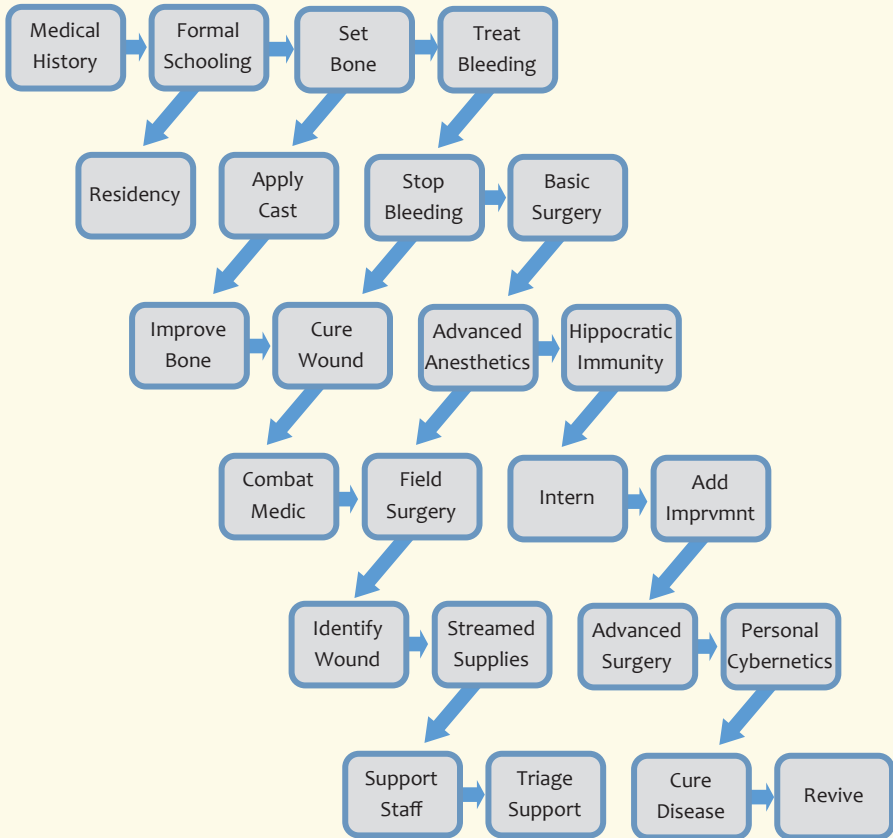 Medical
History
Formal
Schooling
Set
Bone
Treat
Bleeding
Residency
Apply
Cast
Stop
Bleeding
Basic
Surgery
Improve
Bone
Cure
Wound
Advanced
Anesthetics
Hippocratic
Immunity
Combat
Medic
Field
Surgery
Intern
Add
Imprvmnt
Identify
Wound
Streamed
Supplies
Advanced
Surgery
Personal
Cybernetics
Support
Staff
Triage
Support
Cure
Disease
Revive